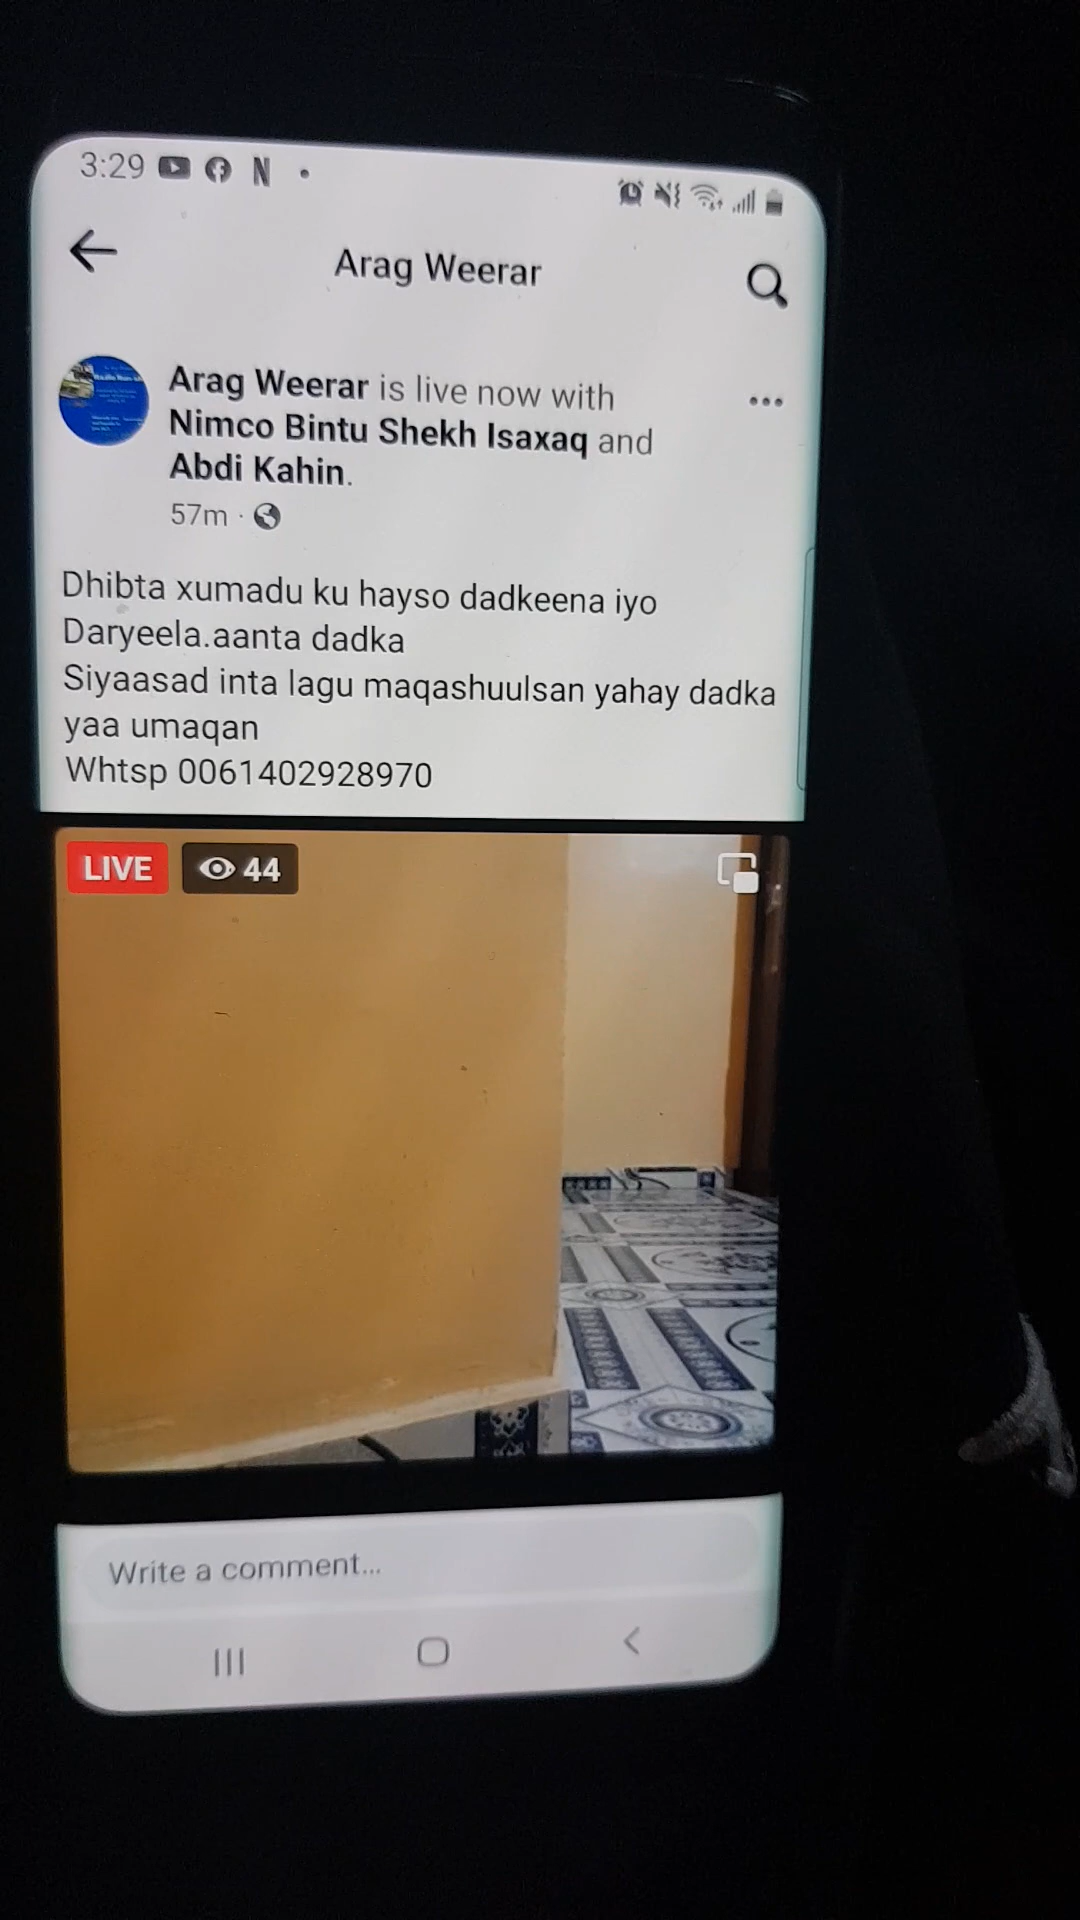 3:29
Arag Weerar
Arag Weerar is live now with
Nimco Bintu Shekh Isaxaq and
Abdi Kahin.
57m ·
Dhibta xumadu ku hayso dadkeena iyo
Daryeela.aanta dadka
Siyaasad inta lagu maqashuulsan yahay dadka
yaa umaqan
Whtsp 0061402928970
LIVE 44
Write a comment...